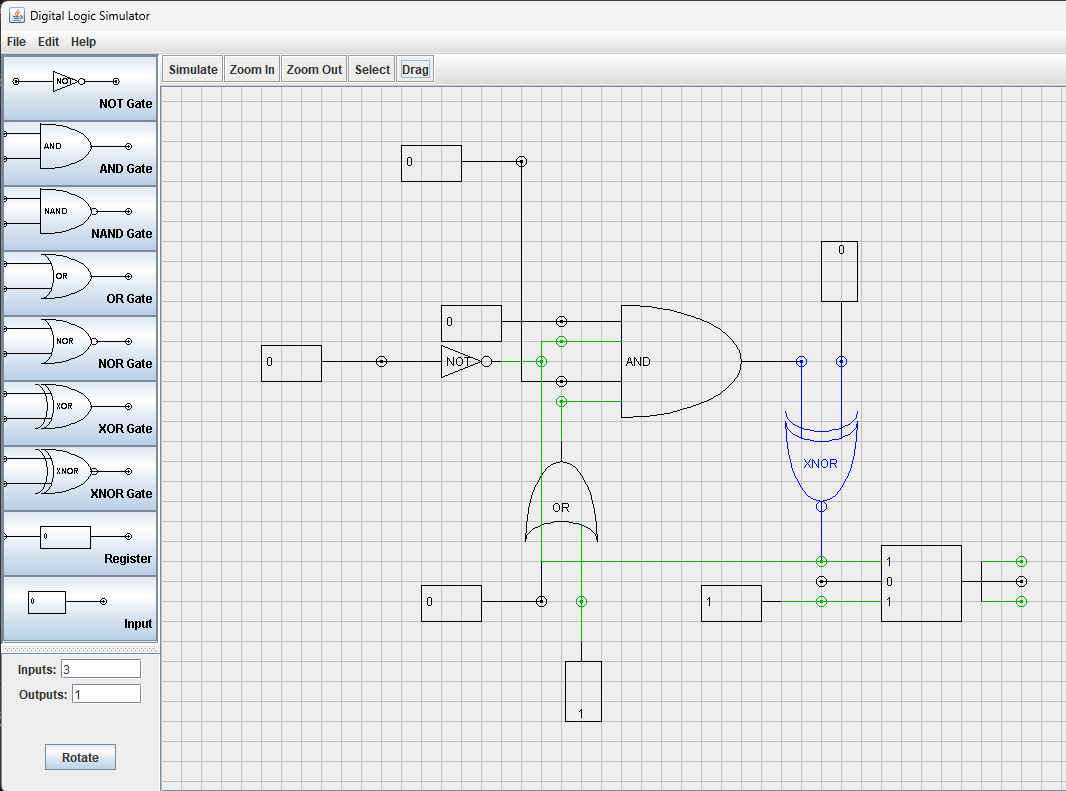 Digital Logic Simulator
File Edit Help
Simulate Zoom In Zoom Out Select Drag
NOT
NOT Gate
AND
AND Gate
NAND
NAND Gate
OR
OR Gate
NOR
NOR Gate
XOR
XOR Gate
XNOR
XNOR Gate
0
Register
0
Input
Inputs: 3
Outputs: 1
Rotate
0
0
0
0 NOT AND
XNOR
OR
1
0
0 1 1
1